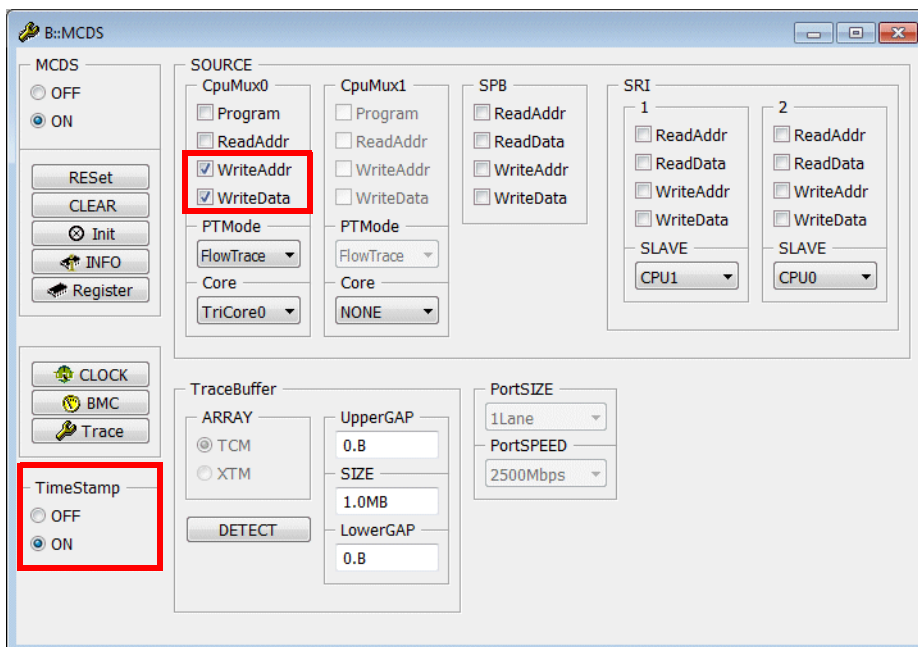 B::MCDS
MCDS
OFF
ON
RESet
CLEAR
Init
INFO
Register
CLOCK
BMC
Trace
TimeStamp
OFF
ON
SOURCE
CpuMux0
Program
ReadAddr
WriteAddr
WriteData
PTMode
FlowTrace
Core
TriCore0
CpuMux1
Program
ReadAddr
WriteAddr
WriteData
PTMode
FlowTrace
Core
NONE
SPB
ReadAddr
ReadData
WriteAddr
WriteData
SRI
1
ReadAddr
ReadData
WriteAddr
WriteData
SLAVE
CPU1
2
ReadAddr
ReadData
WriteAddr
WriteData
SLAVE
CPU0
TraceBuffer
ARRAY
TCM
XTM
DETECT
UpperGAP
0.B
SIZE
1.0MB
LowerGAP
0.B
PortSIZE
1Lane
PortSPEED
2500Mbps